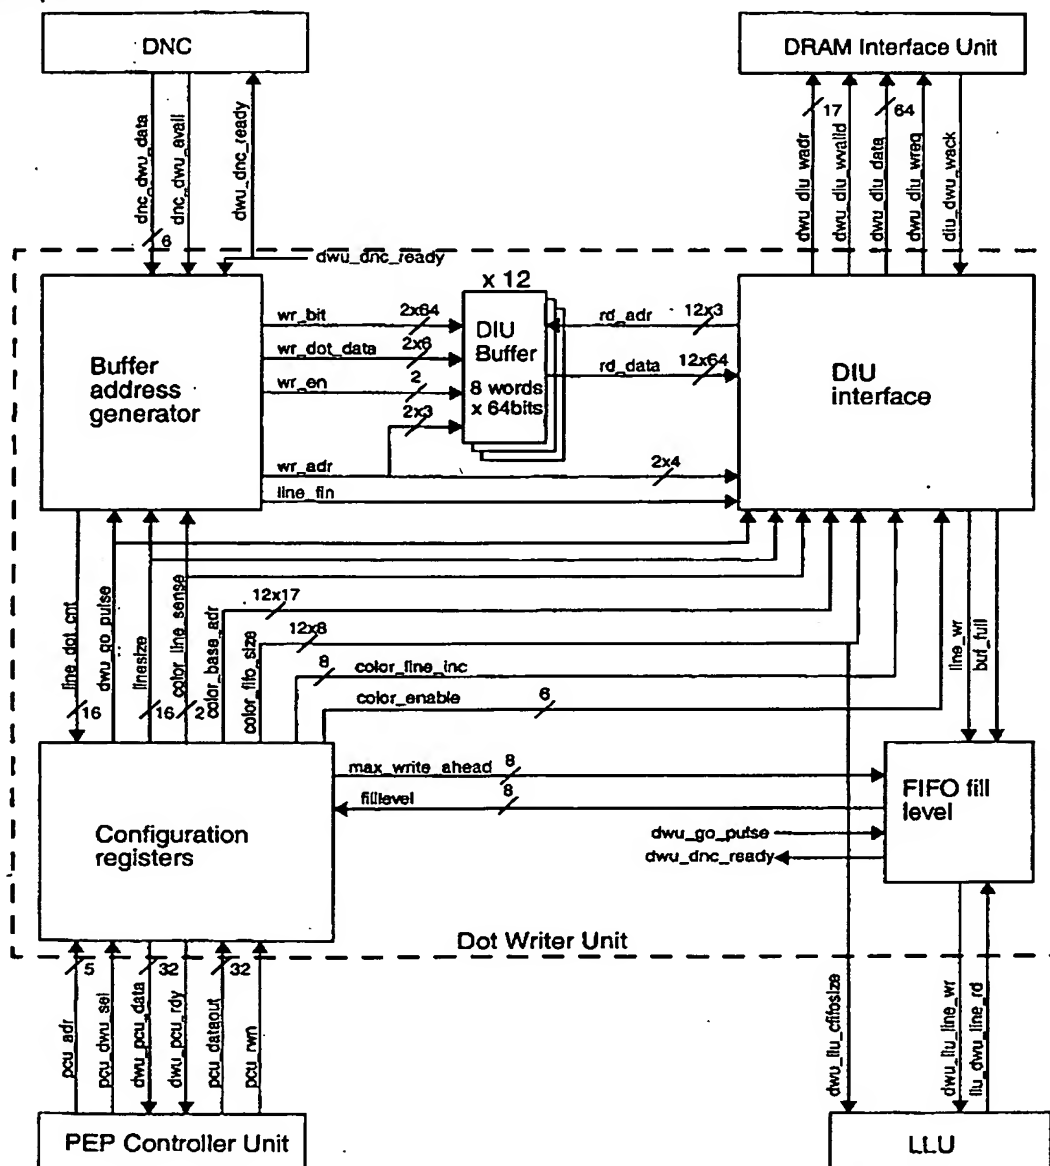 DNC
DRAM Interface Unit
dnc_dwu_data
dnc_dwu_avail
dwu_dnc_ready
6
17
64
dwu_diu_wadr
dwu_diu_wvalid
dwu_diu_data
dwu_diu_wreq
diu_dwu_wack
dwu_dnc_ready
x 12
Buffer
address
generator
wr_bit
2x64
wr_dot_data
2x6
wr_en
2
2x3
wr_adr
2x4
line_fin
DIU
Buffer
8 words
x 64bits
rd_adr
12x3
rd_data
12x64
DIU
interface
line_dot_cnt
16
dwu_go_pulse
linesize
16
color_line_sense
2
color_base_adr
12x17
color_fifo_size
12x8
8
color_line_inc
color_enable
6
line_wr
buf_full
Configuration
registers
max_write_ahead
8
filllevel
8
dwu_go_pulse
dwu_dnc_ready
FIFO fill
level
Dot Writer Unit
pcu_adr
5
pcu_dwu_sel
dwu_pcu_data
32
dwu_pcu_rdy
pcu_dataout
32
pcu_rwn
dwu_llu_cfifosize
dwu_llu_line_wr
llu_dwu_line_rd
PEP Controller Unit
LLU